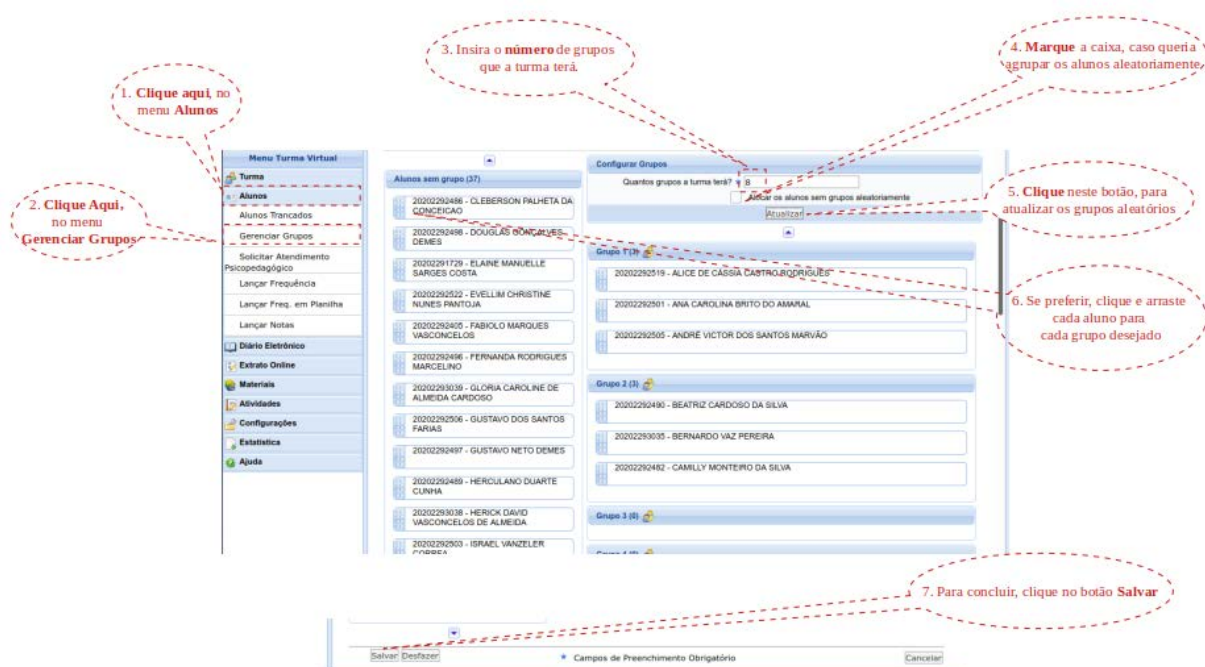 3. Insira o número de grupos
que a turma terá.
4. Marque a caixa, caso queria
agrupar os alunos aleatoriamente
1. Clique aqui, no
menu Alunos
2. Clique Aqui,
no menu
Gerenciar Grupos
Menu Turma Virtual
Turma
Alunos
Alunos Trancados
Gerenciar Grupos
Solicitar Atendimento
Psicopedagógico
Lançar Frequência
Lançar Freq. em Planilha
Lançar Notas
Diário Eletrônico
Extrato Online
Materiais
Atividades
Configurações
Estatística
Ajuda
Alunos sem grupo (37)
20202292486 - CLEBERSON PALHETA DA
CONCEICAO
20202292498 - DOUGLAS GONÇALVES
DEMES
20202291729 - ELAINE MANUELLE
SARGES COSTA
20202292522 - EVELLIM CHRISTINE
NUNES PANTOJA
20202292405 - FABIOLO MARQUES
VASCONCELOS
20202292496 - FERNANDA RODRIGUES
MARCELINO
20202293039 - GLORIA CAROLINE DE
ALMEIDA CARDOSO
20202292506 - GUSTAVO DOS SANTOS
FARIAS
20202292497 - GUSTAVO NETO DEMES
20202292489 - HERCULANO DUARTE
CUNHA
20202293038 - HERICK DAVID
VASCONCELOS DE ALMEIDA
20202292503 - ISRAEL VANZELER
CORREA
Configurar Grupos
Quantos grupos a turma terá? 8
Alocar os alunos sem grupos aleatoriamente
Atualizar
Grupo 1 (3)
20202292519 - ALICE DE CÁSSIA CASTRO RODRIGUES
20202292501 - ANA CAROLINA BRITO DO AMARAL
20202292505 - ANDRÉ VICTOR DOS SANTOS MARVÃO
Grupo 2 (3)
20202292490 - BEATRIZ CARDOSO DA SILVA
20202293035 - BERNARDO VAZ PEREIRA
20202292482 - CAMILLY MONTEIRO DA SILVA
Grupo 3 (0)
Grupo 4 (0)
5. Clique neste botão, para
atualizar os grupos aleatórios
6. Se preferir, clique e arraste
cada aluno para
cada grupo desejado
7. Para concluir, clique no botão Salvar
Salvar Desfazer
Campos de Preenchimento Obrigatório
Cancelar